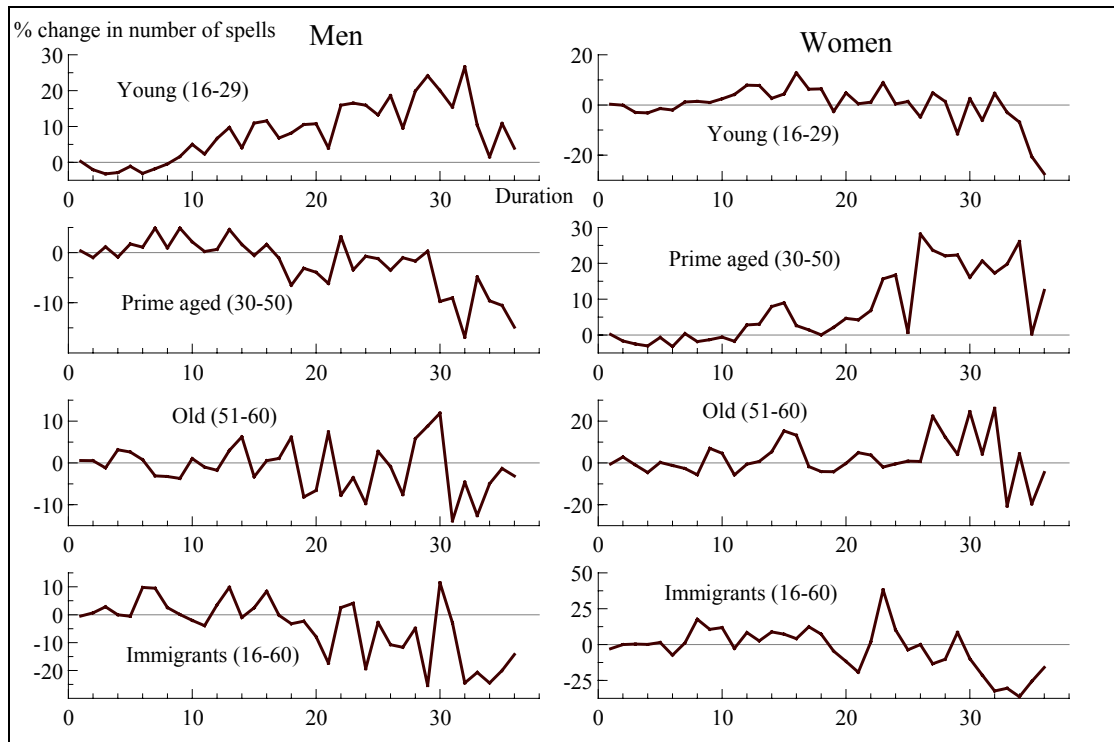 % change in number of spells
Men
Women
30
20
10
0
Young (16-29)
0 10 20 30
Duration
20
0
-20
Young (16-29)
0 10 20 30
0
-10
Prime aged (30-50)
0 10 20 30
30
20
10
0
Prime aged (30-50)
0 10 20 30
10
0
-10
Old (51-60)
0 10 20 30
20
0
-20
Old (51-60)
0 10 20 30
10
0
-10
-20
Immigrants (16-60)
0 10 20 30
50
25
0
-25
Immigrants (16-60)
0 10 20 30